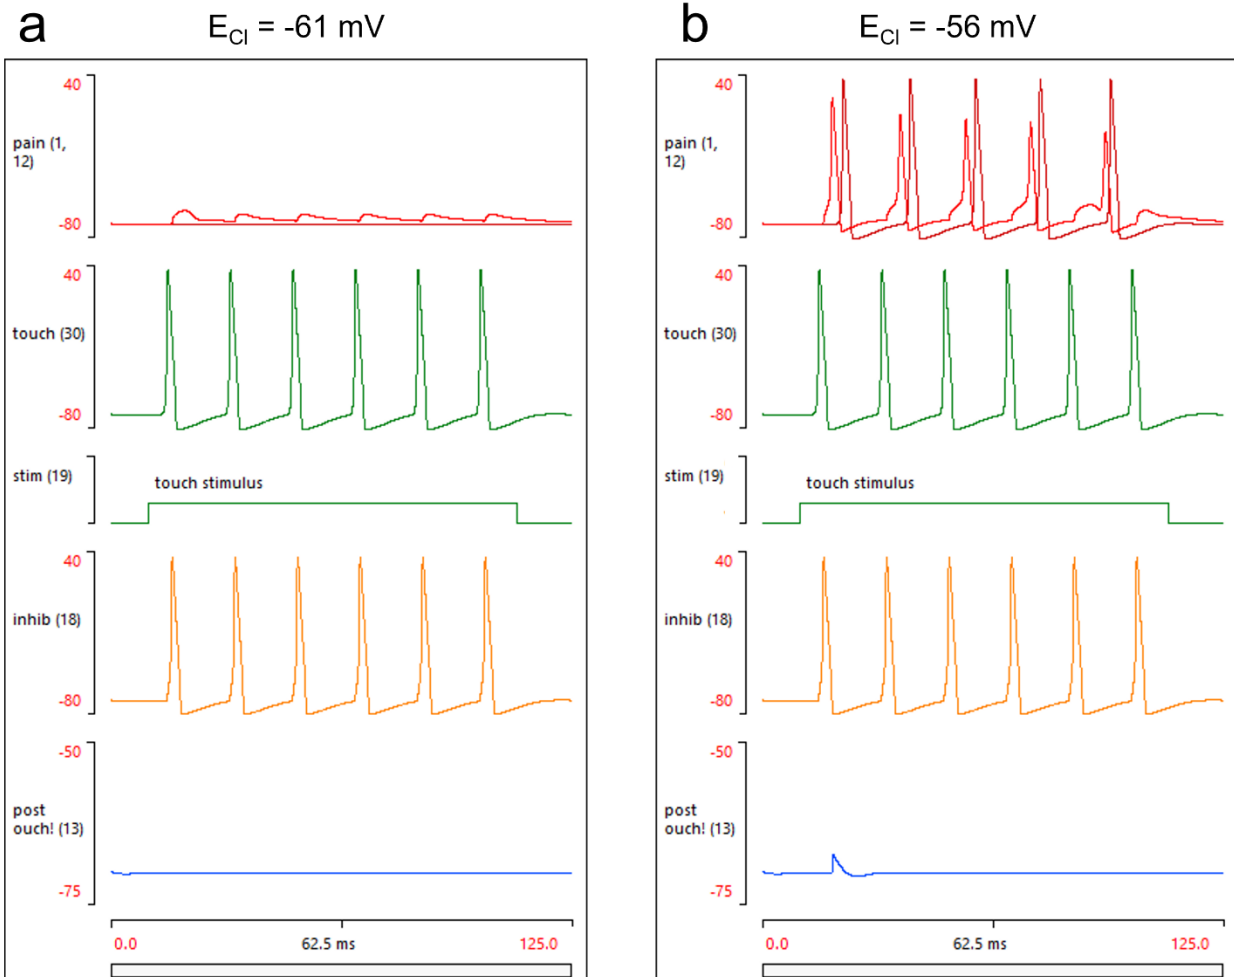 a
E_Cl = -61 mV
40
pain (1,
12)
-80
40
touch (30)
-80
stim (19)
touch stimulus
40
inhib (18)
-80
-50
post
ouch! (13)
-75
0.0
62.5 ms
125.0
b
E_Cl = -56 mV
40
pain (1,
12)
-80
40
touch (30)
-80
stim (19)
touch stimulus
40
inhib (18)
-80
-50
post
ouch! (13)
-75
0.0
62.5 ms
125.0